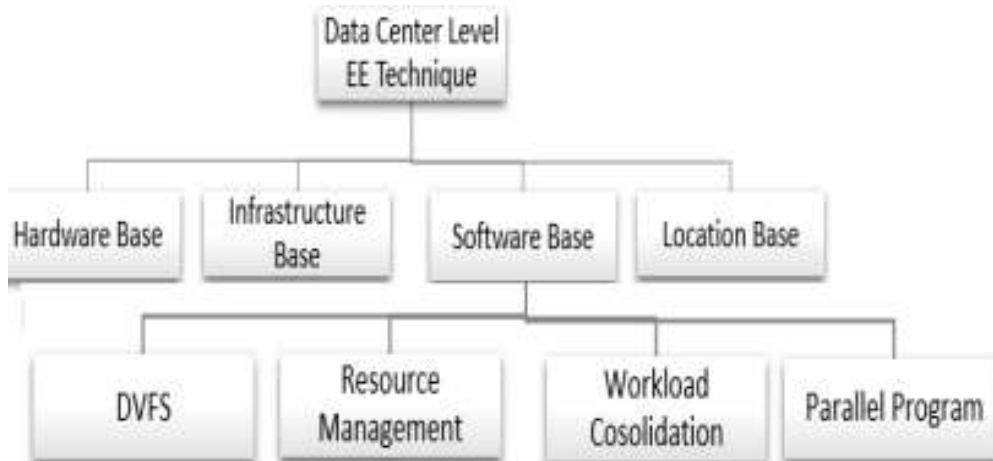 Data Center Level
EE Technique
Hardware Base
Infrastructure
Base
Software Base
Location Base
DVFS
Resource
Management
Workload
Cosolidation
Parallel Program